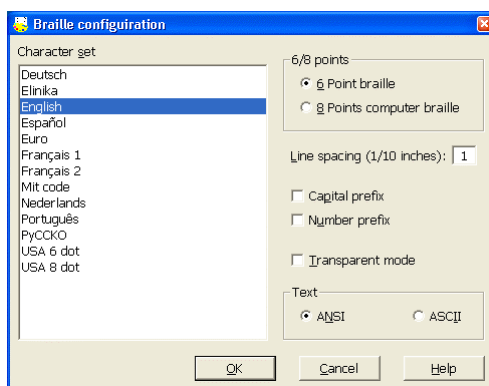 Braille configuiration
Character set
Deutsch
Elinika
English
Español
Euro
Français 1
Français 2
Mit code
Nederlands
Português
PyCCKO
USA 6 dot
USA 8 dot
6/8 points
6 Point braille
8 Points computer braille
Line spacing (1/10 inches): 1
Capital prefix
Number prefix
Transparent mode
Text
ANSI ASCII
OK Cancel Help